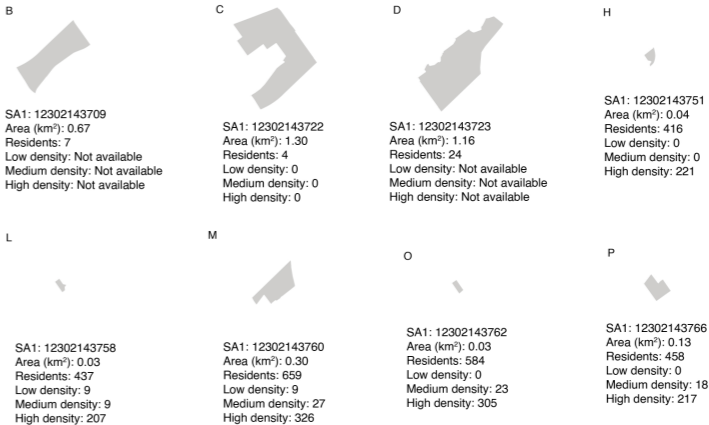 B
SA1: 12302143709
Area (km²): 0.67
Residents: 7
Low density: Not available
Medium density: Not available
High density: Not available
C
SA1: 12302143722
Area (km²): 1.30
Residents: 4
Low density: 0
Medium density: 0
High density: 0
D
SA1: 12302143723
Area (km²): 1.16
Residents: 24
Low density: Not available
Medium density: Not available
High density: Not available
H
SA1: 12302143751
Area (km²): 0.04
Residents: 416
Low density: 0
Medium density: 0
High density: 221
L
SA1: 12302143758
Area (km²): 0.03
Residents: 437
Low density: 9
Medium density: 9
High density: 207
M
SA1: 12302143760
Area (km²): 0.30
Residents: 659
Low density: 9
Medium density: 27
High density: 326
O
SA1: 12302143762
Area (km²): 0.03
Residents: 584
Low density: 0
Medium density: 23
High density: 305
P
SA1: 12302143766
Area (km²): 0.13
Residents: 458
Low density: 0
Medium density: 18
High density: 217